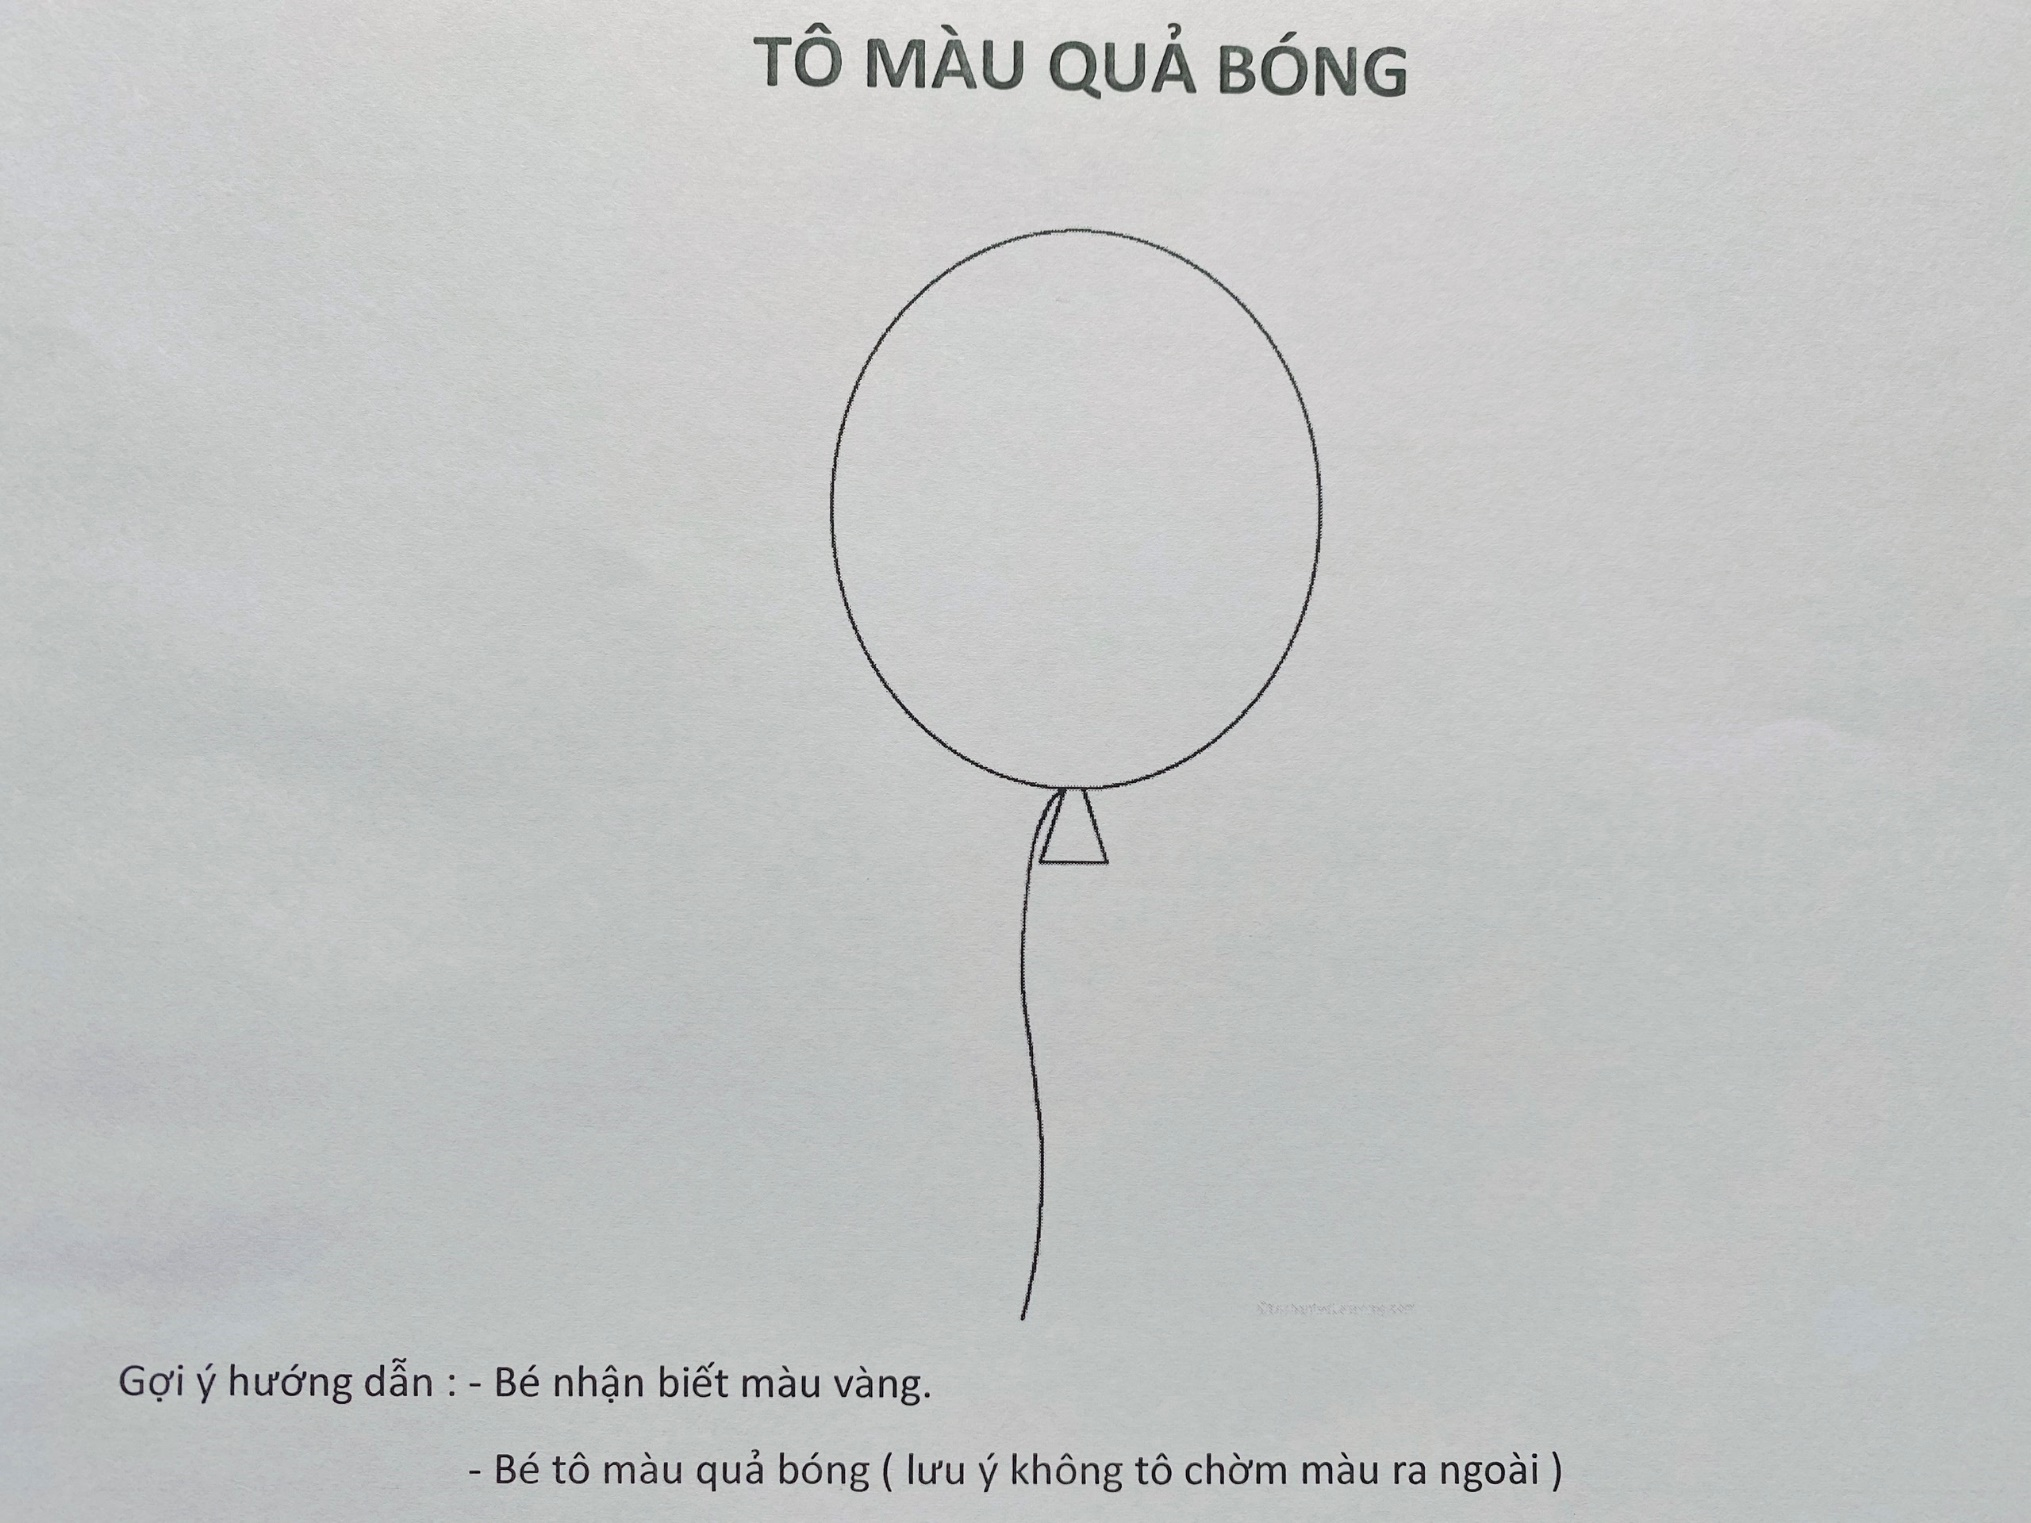 TÔ MÀU QUẢ BÓNG
Gợi ý hướng dẫn : - Bé nhận biết màu vàng.
- Bé tô màu quả bóng ( lưu ý không tô chờm màu ra ngoài )